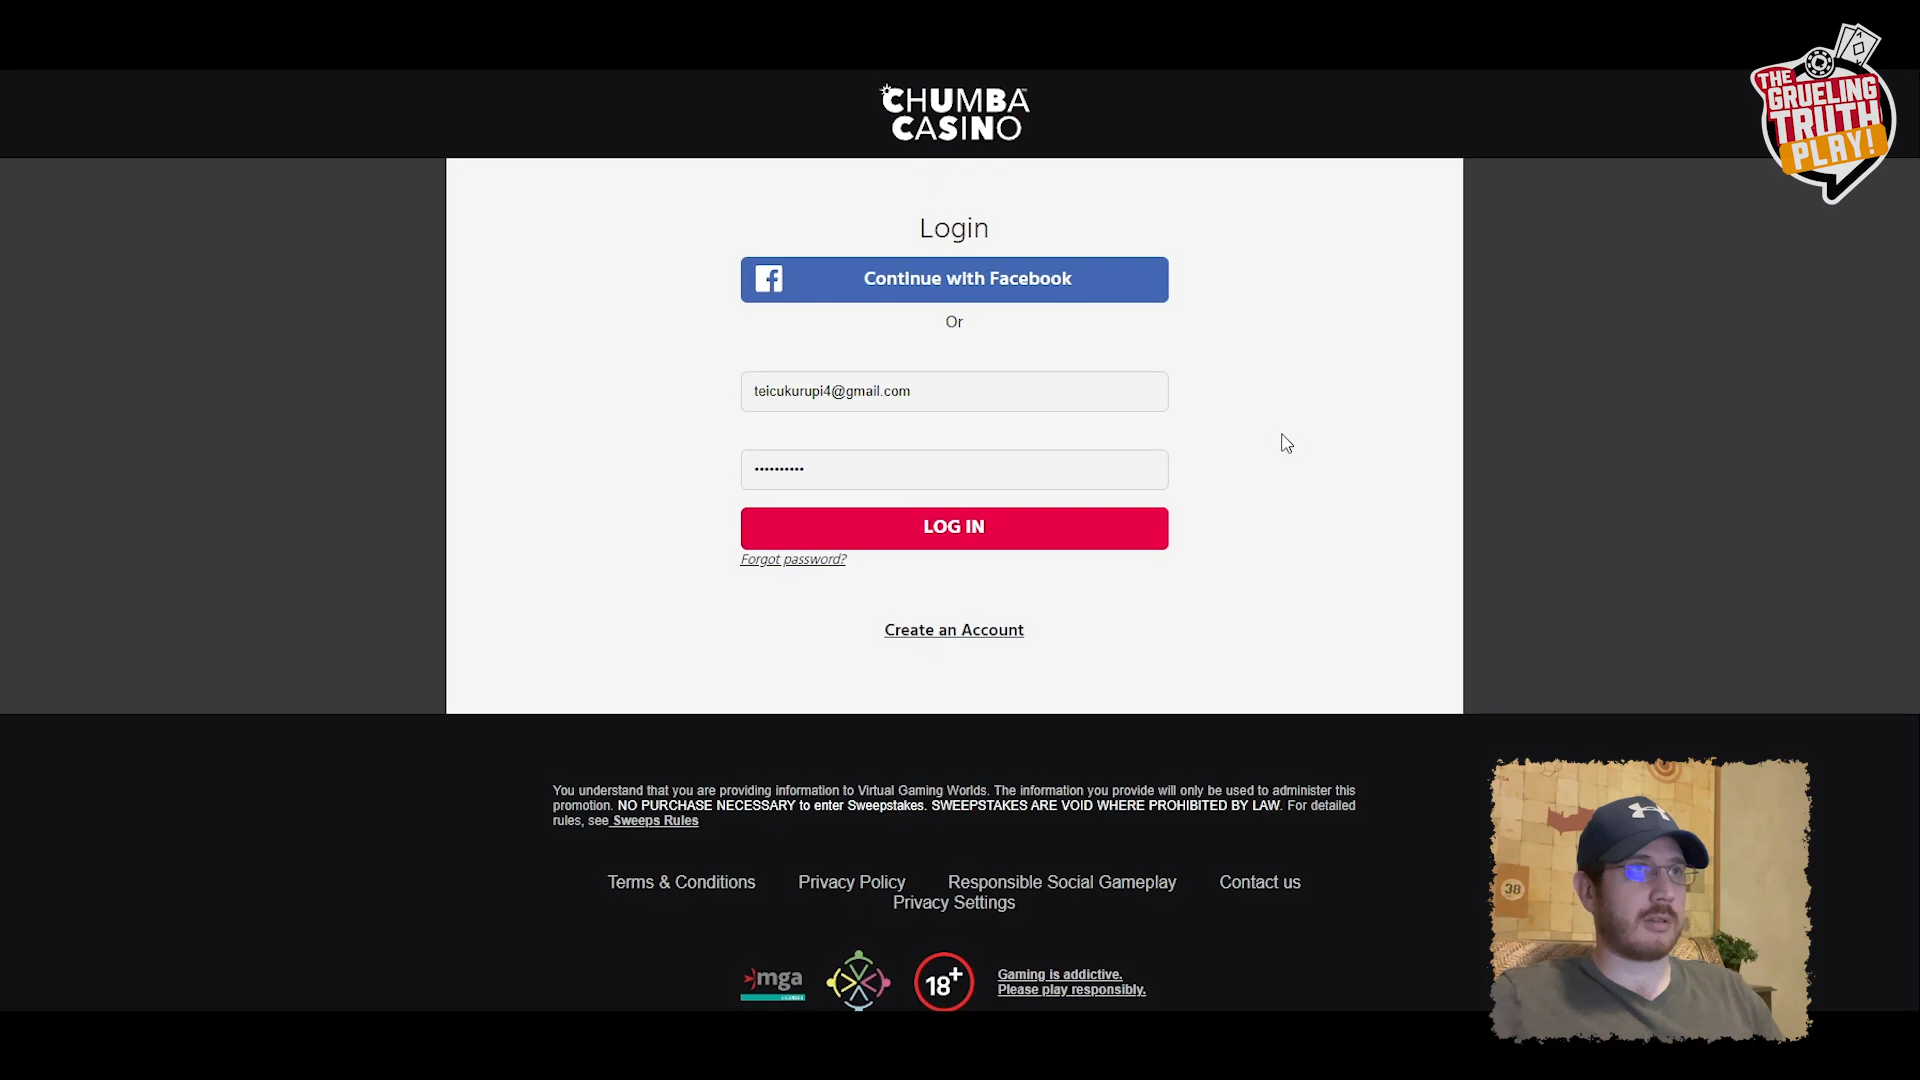 CHUMBA
CASINO
THE
GRUELING
TRUTH
PLAY!
Login
Continue with Facebook
Or
teicukurupi4@gmail.com
••••••••••
LOG IN
Forgot password?
Create an Account
You understand that you are providing information to Virtual Gaming Worlds. The information you provide will only be used to administer this
promotion. NO PURCHASE NECESSARY to enter Sweepstakes. SWEEPSTAKES ARE VOID WHERE PROHIBITED BY LAW. For detailed
rules, see Sweeps Rules
Terms & Conditions Privacy Policy Responsible Social Gameplay Contact us
Privacy Settings
mga
18+
Gaming is addictive.
Please play responsibly.
38